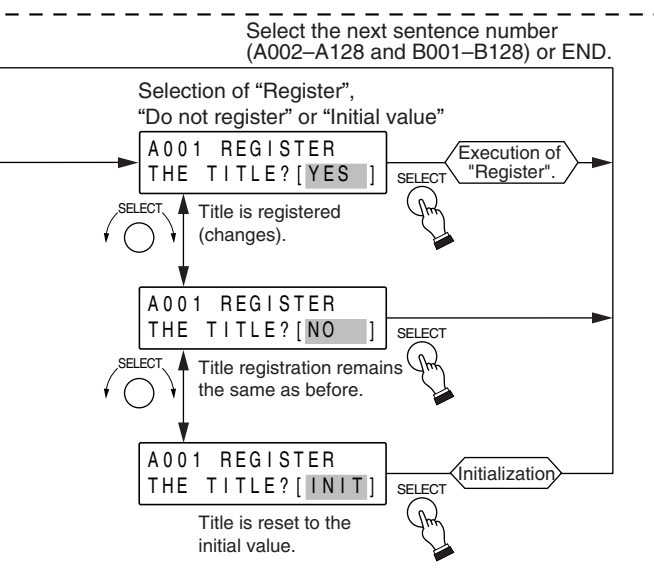 Select the next sentence number
(A002–A128 and B001–B128) or END.
Selection of “Register”,
“Do not register” or “Initial value”
A001 REGISTER
THE TITLE?[YES ]
SELECT
Execution of
"Register".
SELECT
Title is registered
(changes).
A001 REGISTER
THE TITLE?[NO ]
SELECT
SELECT
Title registration remains
the same as before.
A001 REGISTER
THE TITLE?[INIT]
SELECT
Initialization
Title is reset to the
initial value.